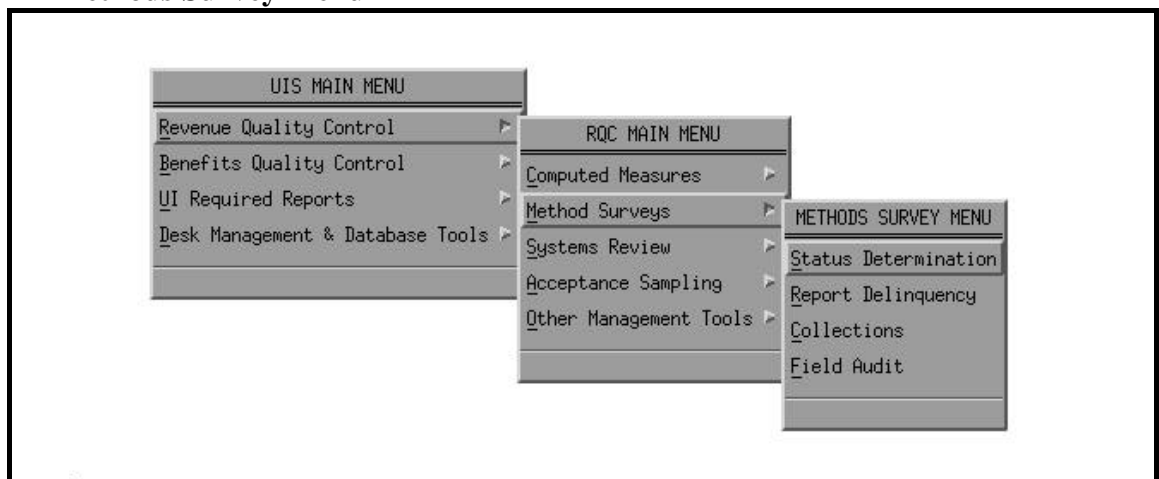 UIS MAIN MENU
Revenue Quality Control
Benefits Quality Control
UI Required Reports
Desk Management & Database Tools
RQC MAIN MENU
Computed Measures
Method Surveys
Systems Review
Acceptance Sampling
Other Management Tools
METHODS SURVEY MENU
Status Determination
Report Delinquency
Collections
Field Audit